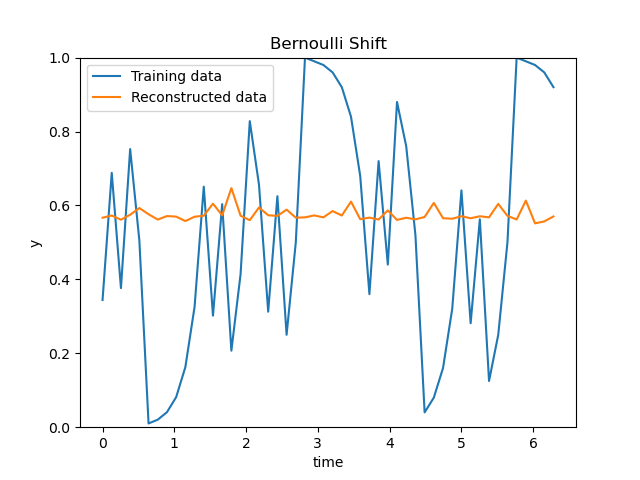 Bernoulli Shift
Training data
Reconstructed data
1.0
0.8
0.6
0.4
0.2
0.0
y
0 1 2 3 4 5 6
time